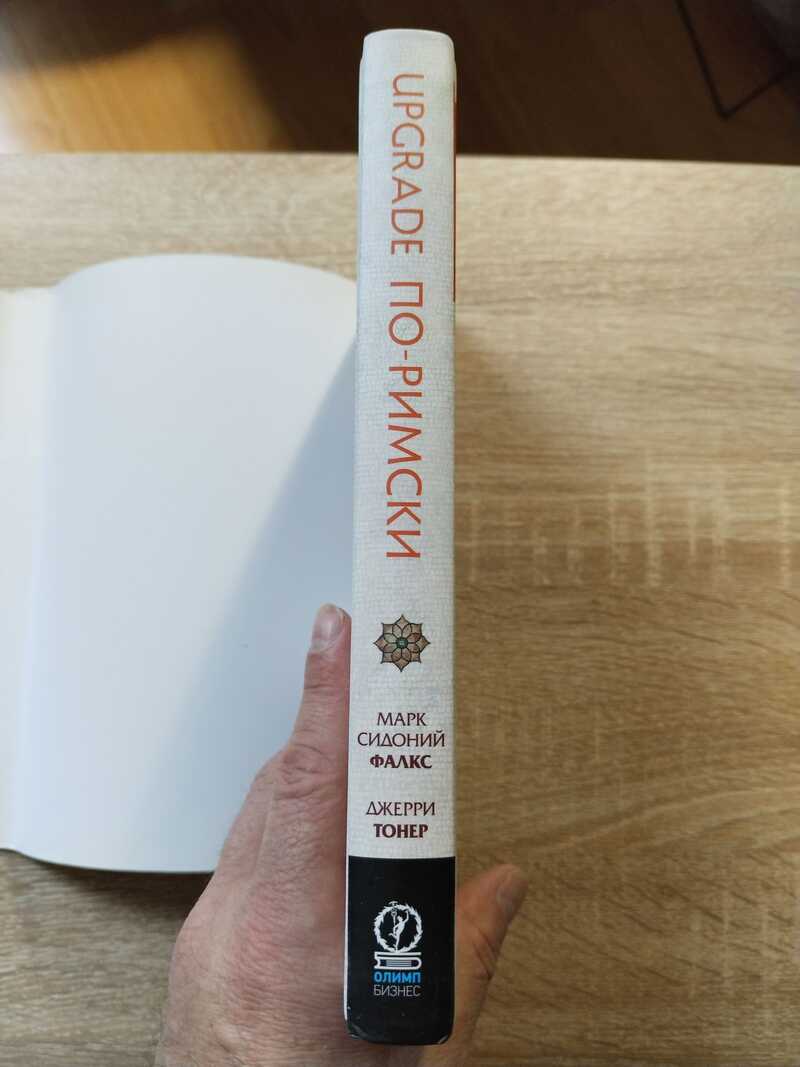 UPGRADE ПО-РИМСКИ
МАРК
СИДОНИЙ
ФАЛКС
ДЖЕРРИ
ТОНЕР
ОЛИМП
БИЗНЕС